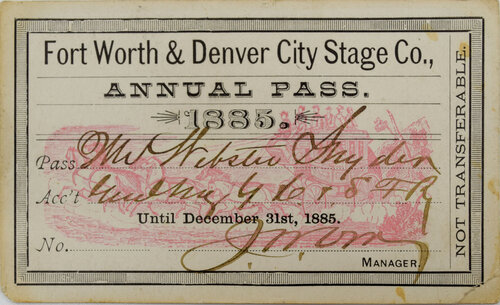 Fort Worth & Denver City Stage Co.,
ANNUAL PASS.
1885.
Pass Mr Webster Snyder
Acc't
Until December 31st, 1885.
No.
MANAGER.
NOT TRANSFERABLE.